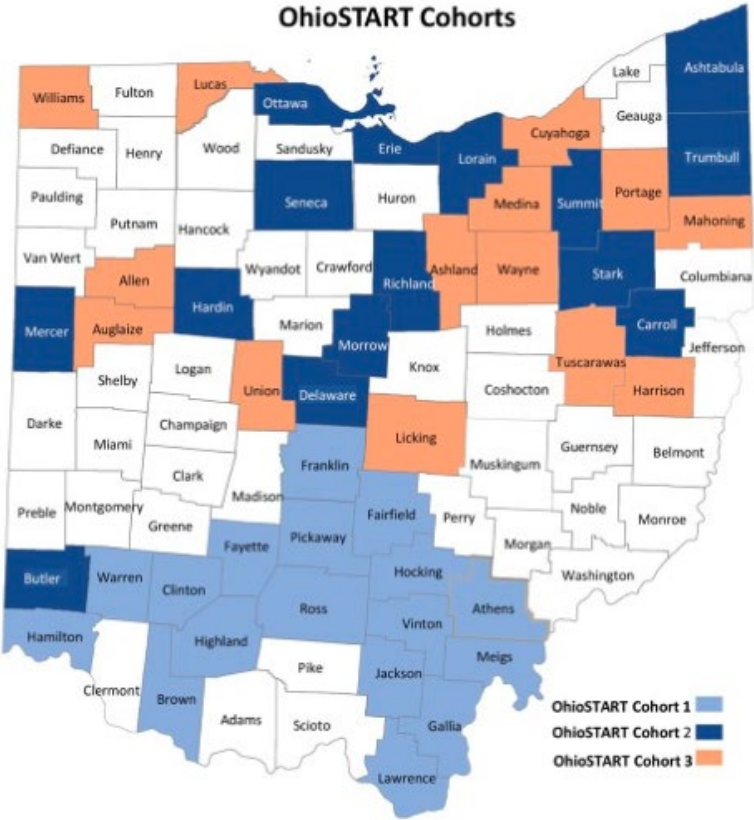 OhioSTART Cohorts
Lake
Ashtabula
Williams
Fulton
Lucas
Ottawa
Geauga
Cuyahoga
Defiance
Henry
Wood
Sandusky
Erie
Lorain
Trumbull
Paulding
Seneca
Huron
Medina
Summit
Portage
Putnam
Hancock
Mahoning
Van Wert
Allen
Wyandot
Crawford
Richland
Ashland
Wayne
Stark
Columbiana
Mercer
Auglaize
Hardin
Marion
Morrow
Holmes
Carroll
Jefferson
Shelby
Logan
Union
Delaware
Knox
Coshocton
Tuscarawas
Harrison
Darke
Miami
Champaign
Licking
Guernsey
Belmont
Clark
Franklin
Muskingum
Madison
Preble
Montgomery
Greene
Fairfield
Perry
Noble
Monroe
Fayette
Pickaway
Morgan
Butler
Warren
Clinton
Hocking
Washington
Ross
Athens
Hamilton
Highland
Vinton
Meigs
Pike
Jackson
Clermont
Brown
Adams
Scioto
Gallia
Lawrence
OhioSTART Cohort 1
OhioSTART Cohort 2
OhioSTART Cohort 3